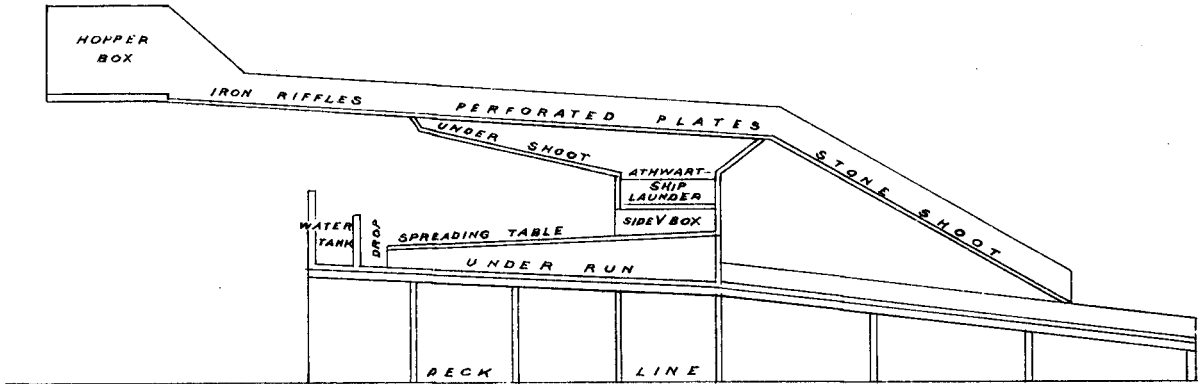 HOPPER
BOX
IRON RIFFLES
PERFORATED PLATES
UNDER SHOOT
STONE SHOOT
ATHWART-
SHIP
LAUNDER
SIDE V BOX
WATER
TANK
DROP
SPREADING TABLE
UNDER RUN
DECK LINE